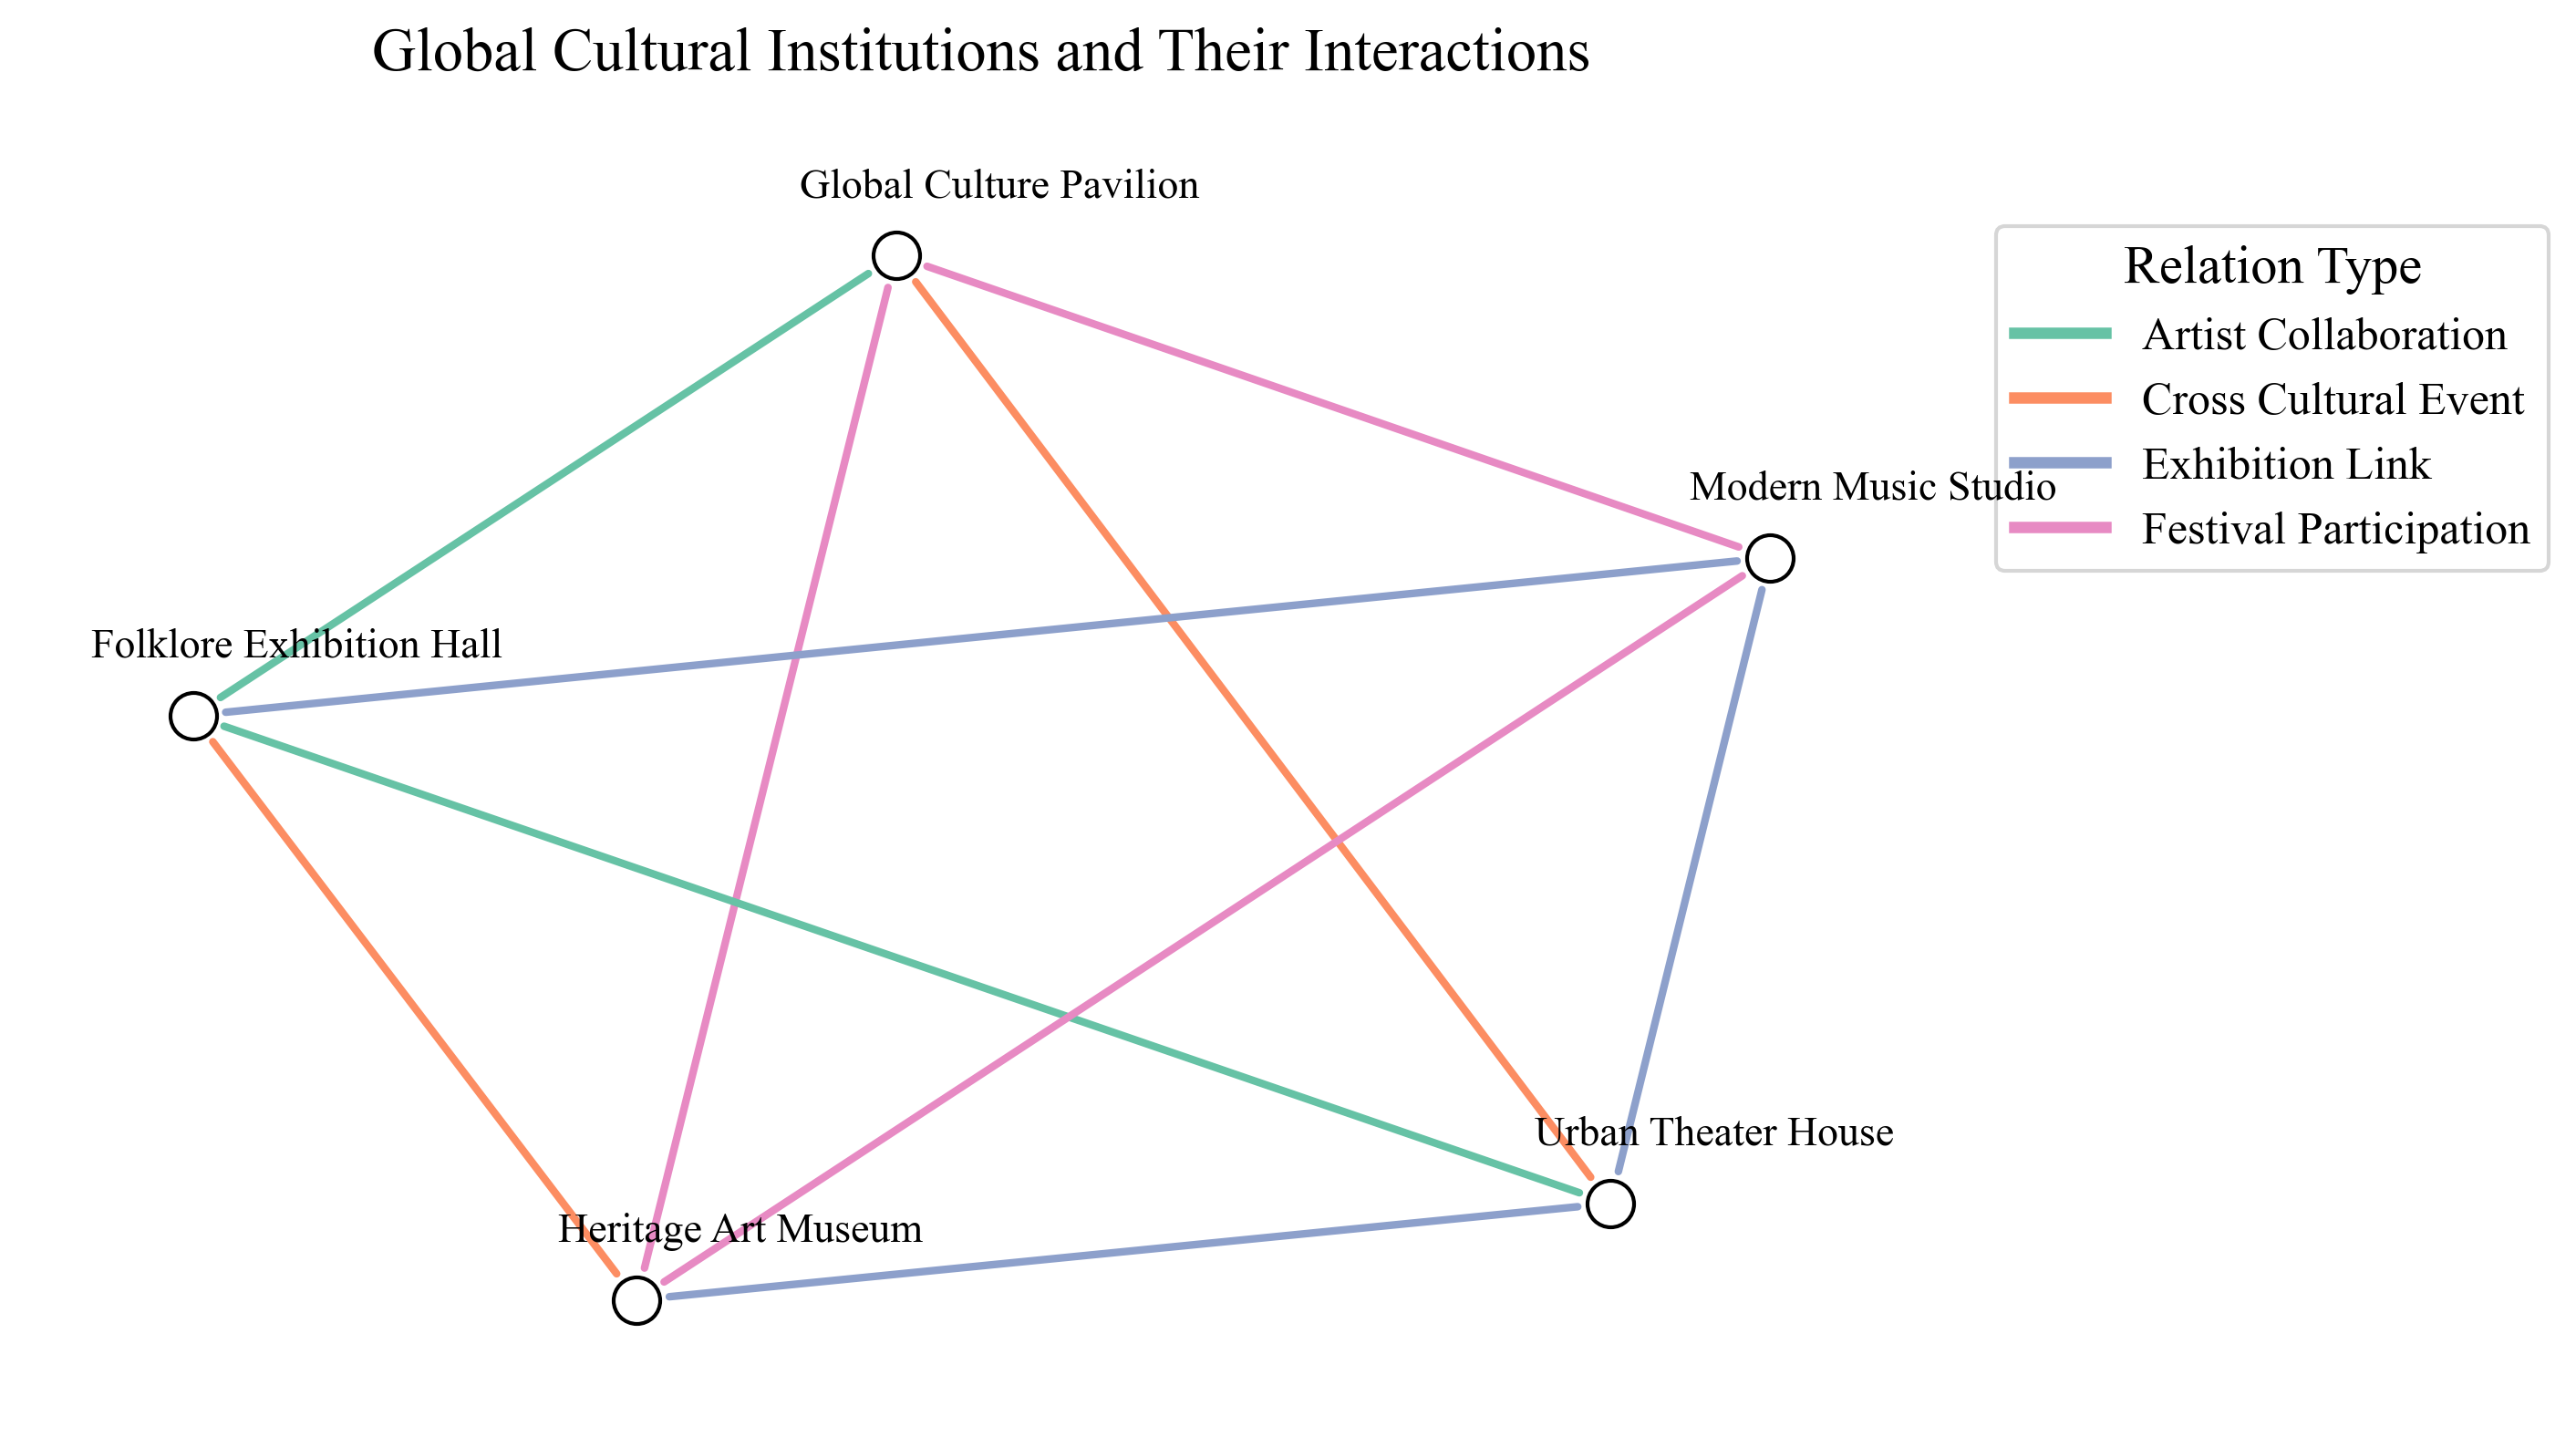 Global Cultural Institutions and Their Interactions
Global Culture Pavilion
Relation Type
Artist Collaboration
Cross Cultural Event
Exhibition Link
Festival Participation
Modern Music Studio
Folklore Exhibition Hall
Urban Theater House
Heritage Art Museum